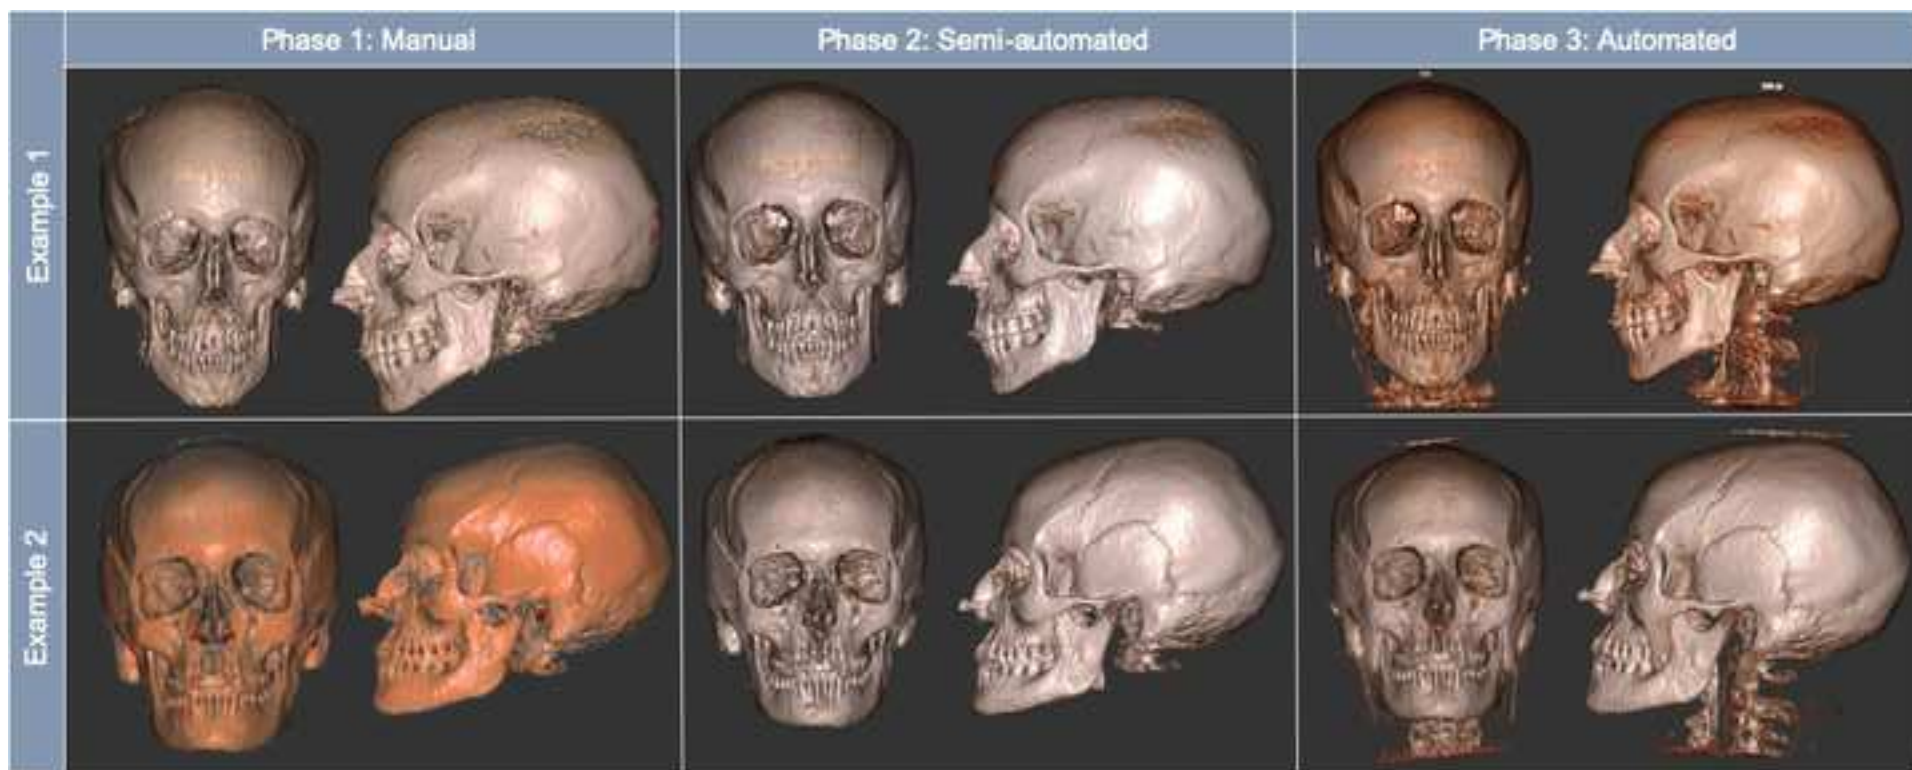 Phase 1: Manual
Phase 2: Semi-automated
Phase 3: Automated
Example 1
Example 2